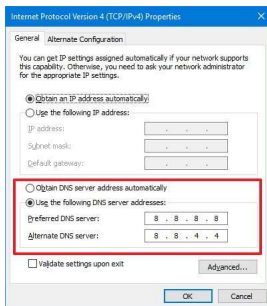 Internet Protocol Version 4 (TCP/IPv4) Properties
General Alternate Configuration
You can get IP settings assigned automatically if your network supports
this capability. Otherwise, you need to ask your network administrator
for the appropriate IP settings.
Obtain an IP address automatically
Use the following IP address:
IP address:
Subnet mask:
Default gateway:
Obtain DNS server address automatically
Use the following DNS server addresses:
Preferred DNS server: 8 . 8 . 8 . 8
Alternate DNS server: 8 . 8 . 4 . 4
Validate settings upon exit
Advanced...
OK Cancel